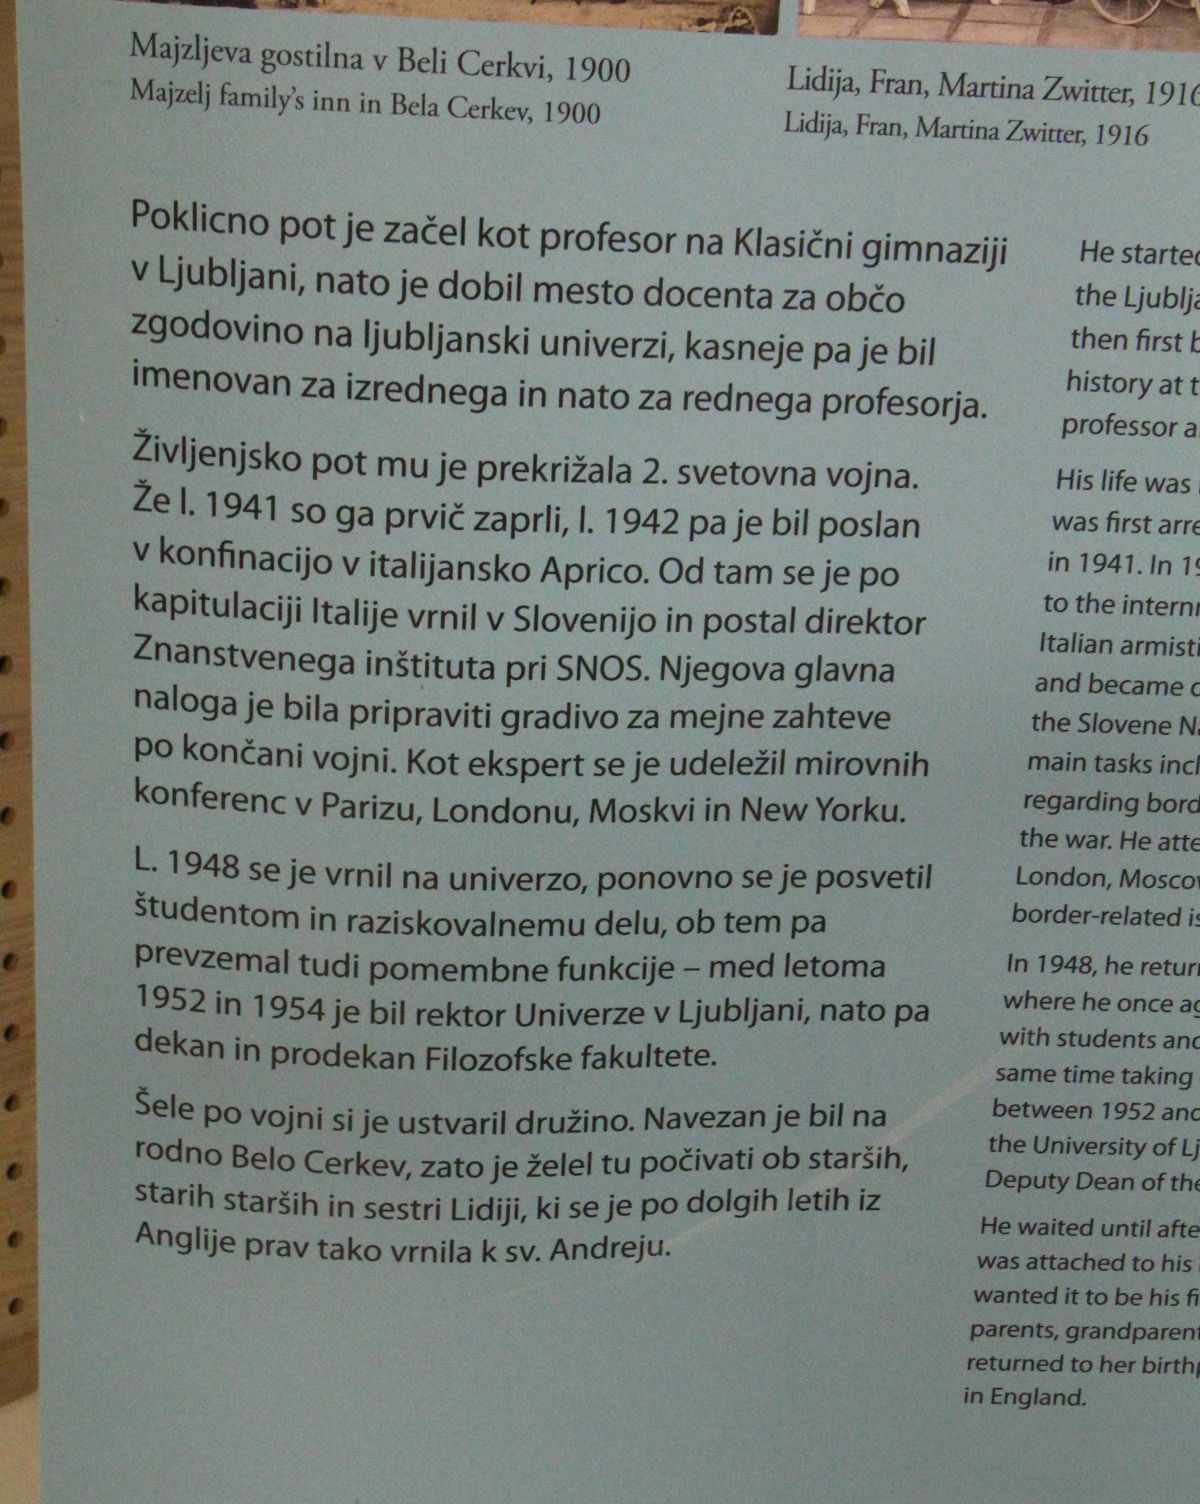 Majzljeva gostilna v Beli Cerkvi, 1900
Majzelj family's inn in Bela Cerkev, 1900
Lidija, Fran, Martina Zwitter, 1916
Lidija, Fran, Martina Zwitter, 1916
Poklicno pot je začel kot profesor na Klasični gimnaziji
v Ljubljani, nato je dobil mesto docenta za občo
zgodovino na ljubljanski univerzi, kasneje pa je bil
imenovan za izrednega in nato za rednega profesorja.
Življenjsko pot mu je prekrižala 2. svetovna vojna.
Že l. 1941 so ga prvič zaprli, l. 1942 pa je bil poslan
v konfinacijo v italijansko Aprico. Od tam se je po
kapitulaciji Italije vrnil v Slovenijo in postal direktor
Znanstvenega inštituta pri SNOS. Njegova glavna
naloga je bila pripraviti gradivo za mejne zahteve
po končani vojni. Kot ekspert se je udeležil mirovnih
konferenc v Parizu, Londonu, Moskvi in New Yorku.
L. 1948 se je vrnil na univerzo, ponovno se je posvetil
študentom in raziskovalnemu delu, ob tem pa
prevzemal tudi pomembne funkcije – med letoma
1952 in 1954 je bil rektor Univerze v Ljubljani, nato pa
dekan in prodekan Filozofske fakultete.
Šele po vojni si je ustvaril družino. Navezan je bil na
rodno Belo Cerkev, zato je želel tu počivati ob starših,
starih starših in sestri Lidiji, ki se je po dolgih letih iz
Anglije prav tako vrnila k sv. Andreju.
He started
the
then first
history at
professor
His life was
was first
in 1941. In
to the
Italian
and became
the Slovene
main tasks
regarding
the war. He
London, Moscow
border-related
In 1948, he
where he once
with students and
same time taking
between 1952 and
the University of
Deputy Dean of the
He waited until
was attached to his
wanted it to be his
parents,
returned to her
in England.